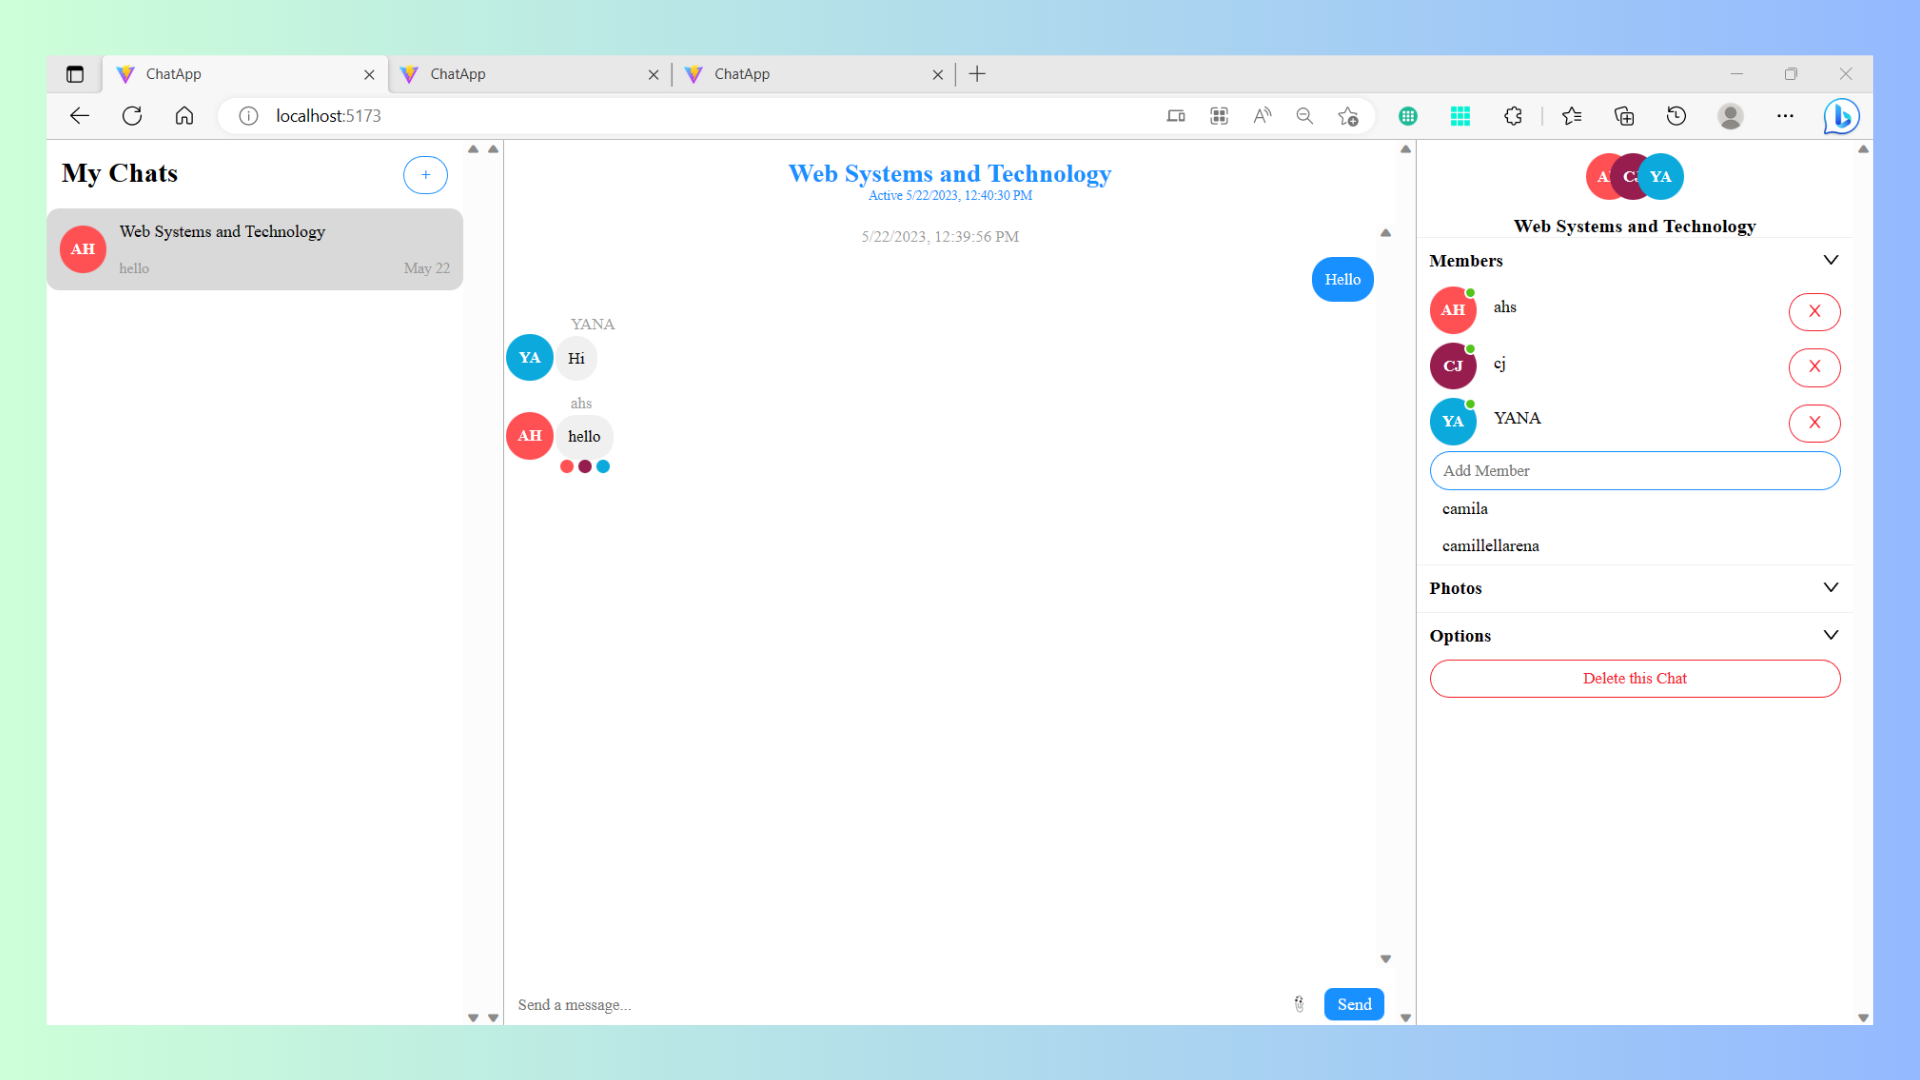 ChatApp
ChatApp
ChatApp
localhost:5173
My Chats
+
AH
Web Systems and Technology
hello
May 22
Web Systems and Technology
Active 5/22/2023, 12:40:30 PM
5/22/2023, 12:39:56 PM
Hello
YANA
YA
Hi
ahs
AH
hello
Send a message...
Send
A
CJ
YA
Web Systems and Technology
Members
AH
ahs
X
CJ
cj
X
YA
YANA
X
Add Member
camila
camillellarena
Photos
Options
Delete this Chat